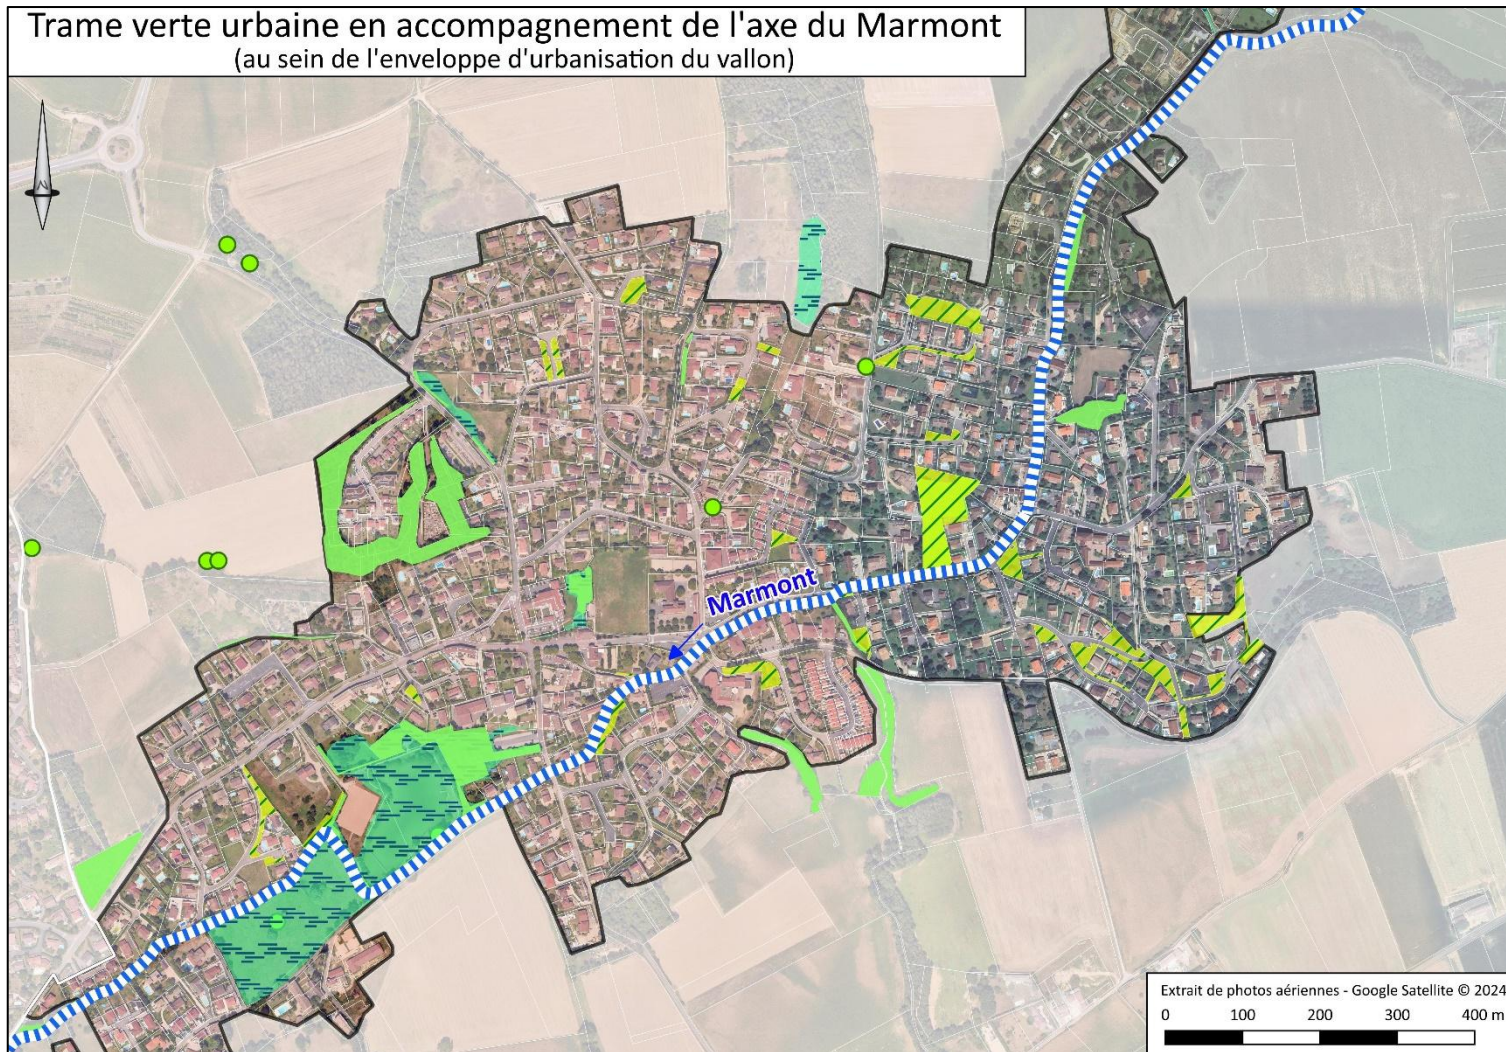 Trame verte urbaine en accompagnement de l'axe du Marmont
(au sein de l'enveloppe d'urbanisation du vallon)
Marmont
Extrait de photos aériennes - Google Satellite © 2024
0 100 200 300 400 m